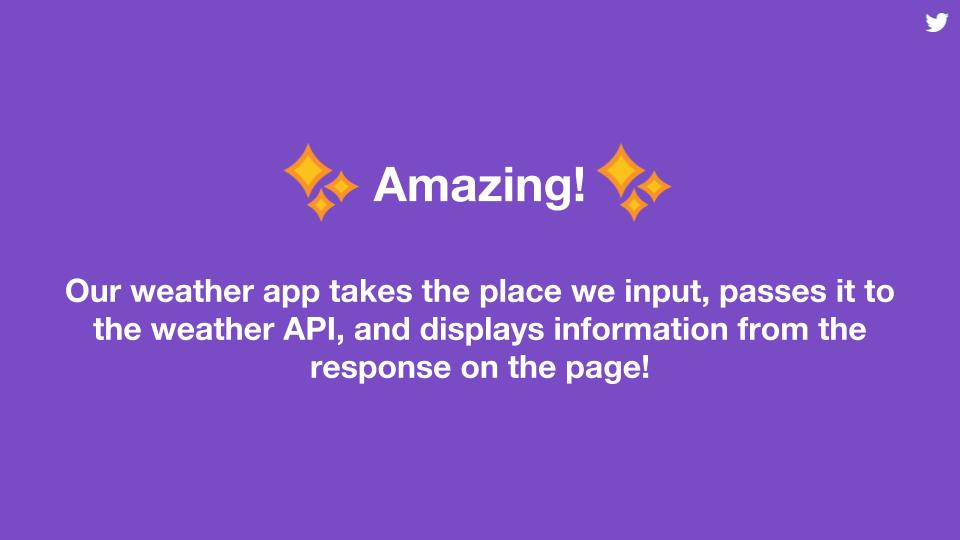 Amazing!
Our weather app takes the place we input, passes it to
the weather API, and displays information from the
response on the page!